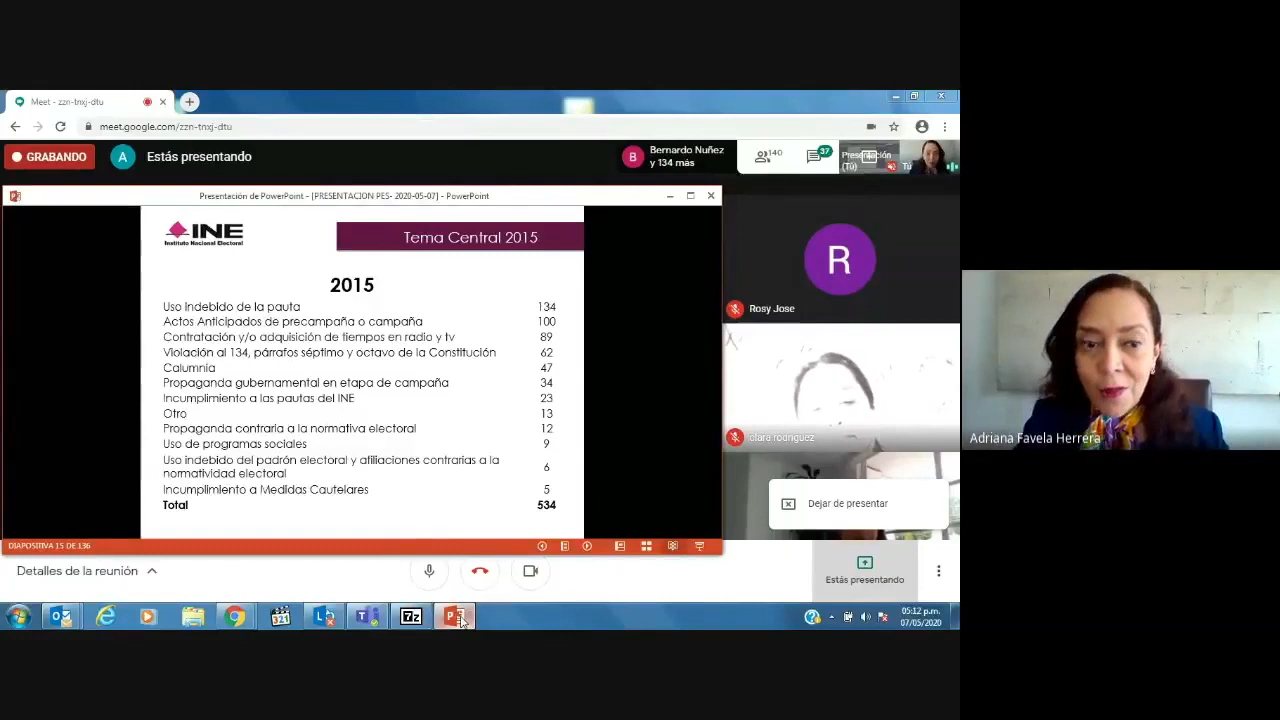 Meet - zzn-tnxj-dtu
meet.google.com/zzn-tnxj-dtu
GRABANDO
A
Estás presentando
B
Bernardo Nuñez
y 134 más
140
37
Presentación
(Tú)
Tú
Presentación de PowerPoint - [PRESENTACION PES- 2020-05-07] - PowerPoint
INE
Instituto Nacional Electoral
Tema Central 2015
2015
Uso indebido de la pauta 134
Actos Anticipados de precampaña o campaña 100
Contratación y/o adquisición de tiempos en radio y tv 89
Violación al 134, párrafos séptimo y octavo de la Constitución 62
Calumnia 47
Propaganda gubernamental en etapa de campaña 34
Incumplimiento a las pautas del INE 23
Otro 13
Propaganda contraria a la normativa electoral 12
Uso de programas sociales 9
Uso indebido del padrón electoral y afiliaciones contrarias a la
normatividad electoral 6
Incumplimiento a Medidas Cautelares 5
Total 534
R
Rosy Jose
clara rodriguez
Dejar de presentar
Adriana Favela Herrera
DIAPOSITIVA 15 DE 136
Detalles de la reunión
Estás presentando
321
7z
05:12 p.m.
07/05/2020